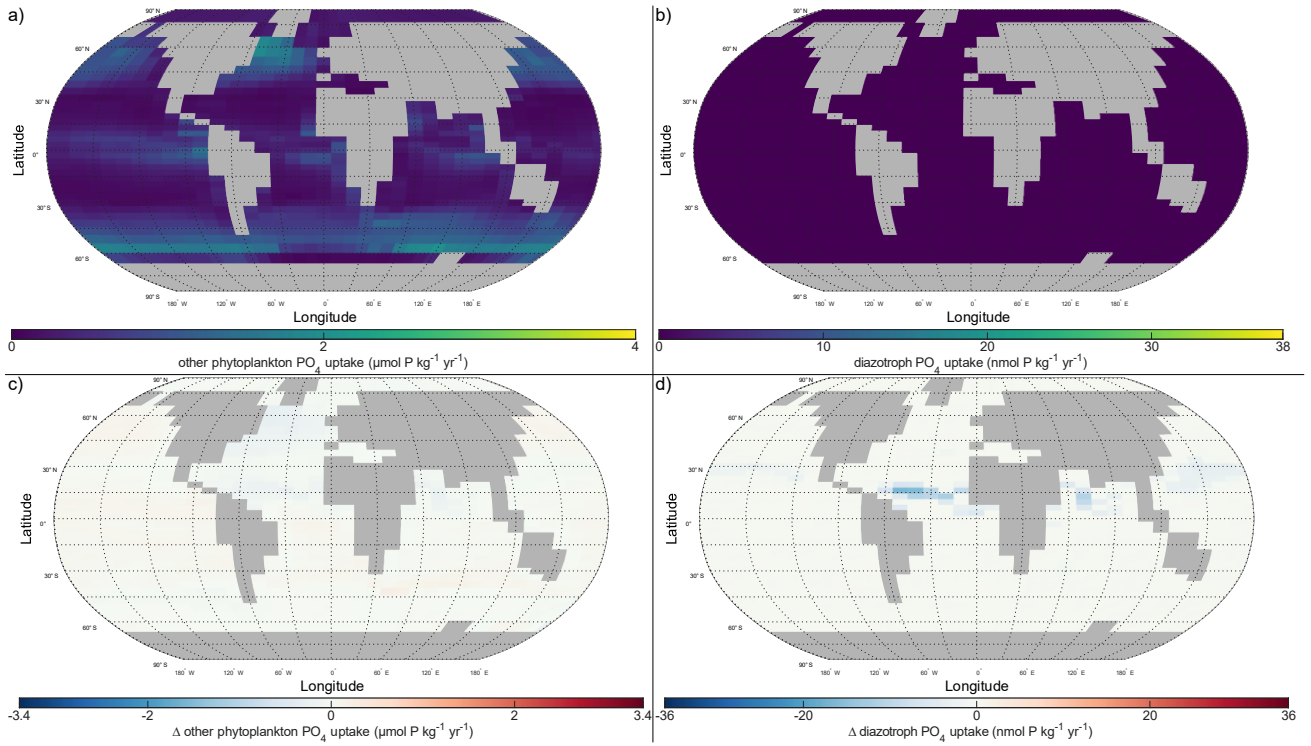 a)
90° N
60° N
30° N
0°
30° S
60° S
90° S
Latitude
180° W
120° W
60° W
0°
60° E
120° E
180° E
Longitude
0
2
4
other phytoplankton PO4 uptake (μmol P kg-1 yr-1)
b)
90° N
60° N
30° N
0°
30° S
60° S
90° S
Latitude
180° W
120° W
60° W
0°
60° E
120° E
180° E
Longitude
0
10
20
30
38
diazotroph PO4 uptake (nmol P kg-1 yr-1)
c)
90° N
60° N
30° N
0°
30° S
60° S
90° S
Latitude
180° W
120° W
60° W
0°
60° E
120° E
180° E
Longitude
-3.4
-2
0
2
3.4
Δ other phytoplankton PO4 uptake (μmol P kg-1 yr-1)
d)
90° N
60° N
30° N
0°
30° S
60° S
90° S
Latitude
180° W
120° W
60° W
0°
60° E
120° E
180° E
Longitude
-36
-20
0
20
36
Δ diazotroph PO4 uptake (nmol P kg-1 yr-1)